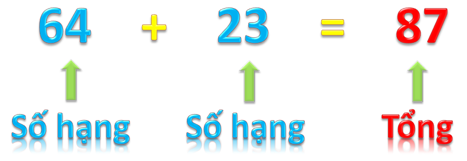 64 + 23 = 87
Số hạng Số hạng Tổng